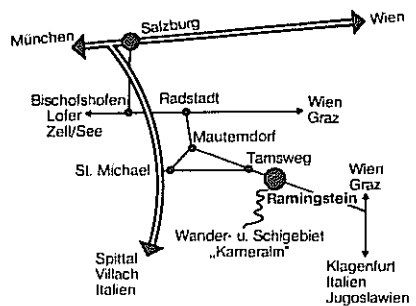 Salzburg
München
Wien
Bischofshofen
Lofer
Zell/See
Radstadt
Wien
Graz
Mauterndorf
St. Michael
Tamsweg
Wien
Graz
Ramingstein
Wander- u. Schigebiet
„Karneralm“
Spittal
Villach
Italien
Klagenfurt
Italien
Jugoslawien